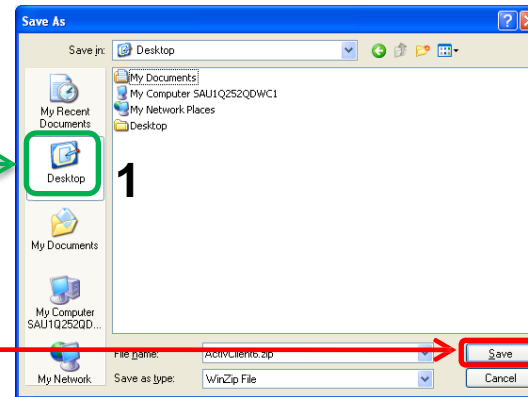 Save As
Save in: Desktop
My Recent
Documents
Desktop
My Documents
My Computer
SAU1Q252QD...
My Network
My Documents
My Computer SAU1Q252QDWC1
My Network Places
Desktop
1
File name: ActivClient6.zip Save
Save as type: WinZip File Cancel